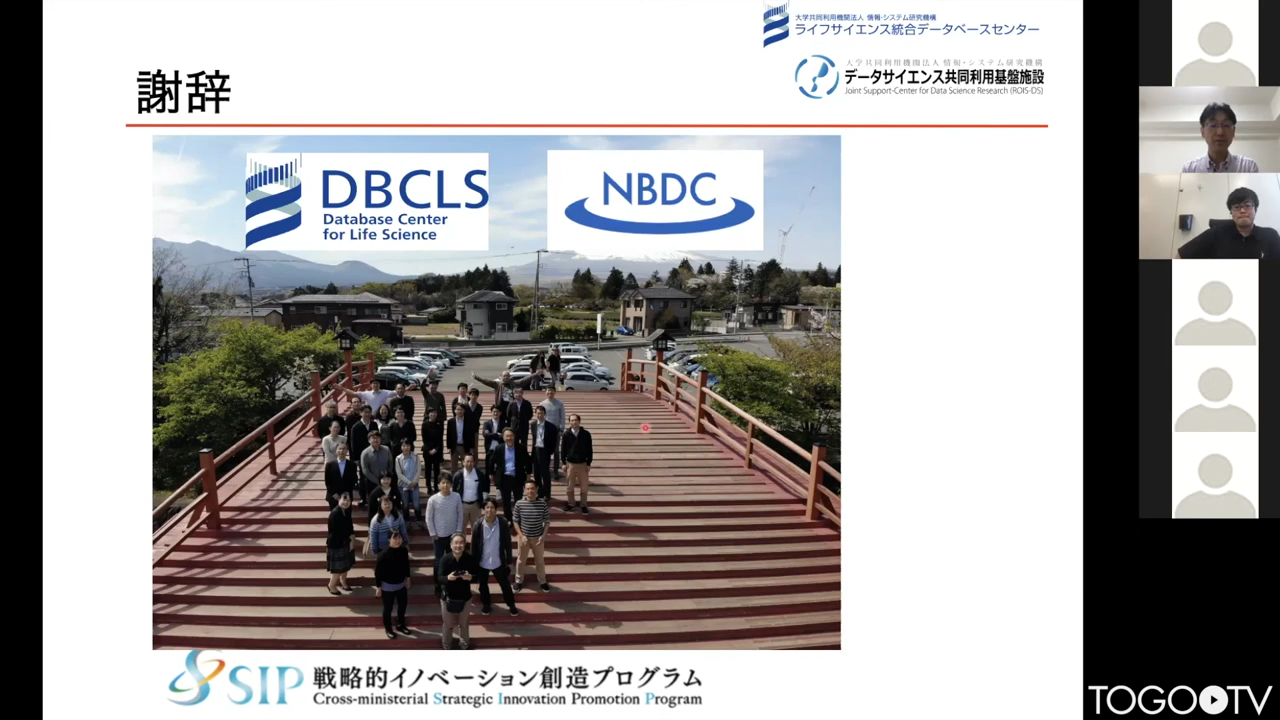 大学共同利用機関法人 情報・システム研究機構
ライフサイエンス統合データベースセンター
大学共同利用機関法人 情報・システム研究機構
データサイエンス共同利用基盤施設
Joint Support-Center for Data Science Research (ROIS-DS)
謝辞
DBCLS
Database Center
for Life Science
NBDC
SIP 戦略的イノベーション創造プログラム
Cross-ministerial Strategic Innovation Promotion Program
TOGO TV